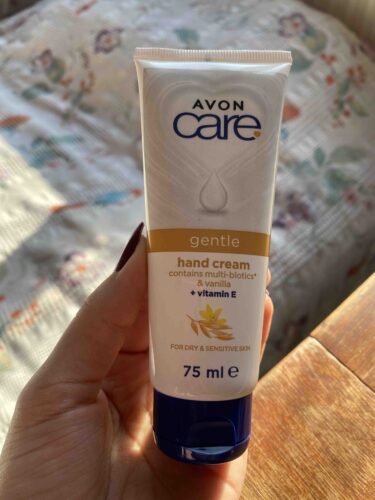 AVON
care
gentle
hand cream
contains multi-biotics*
& vanilla
+ vitamin E
FOR DRY & SENSITIVE SKIN
75 ml e